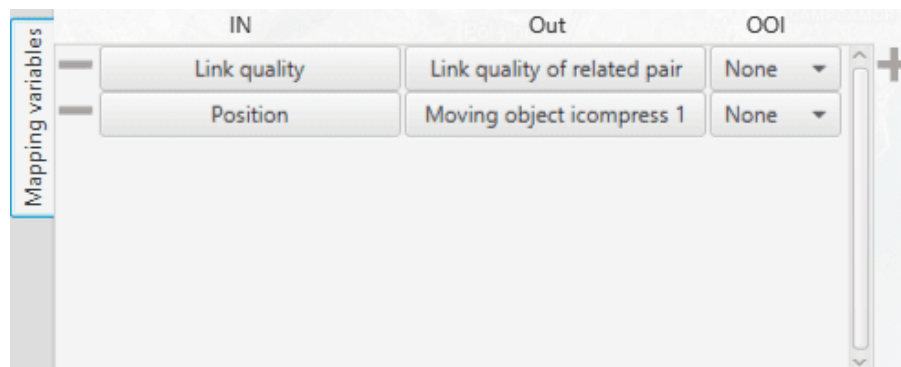 Mapping variables
IN Out OOI
Link quality Link quality of related pair None
Position Moving object icompress 1 None